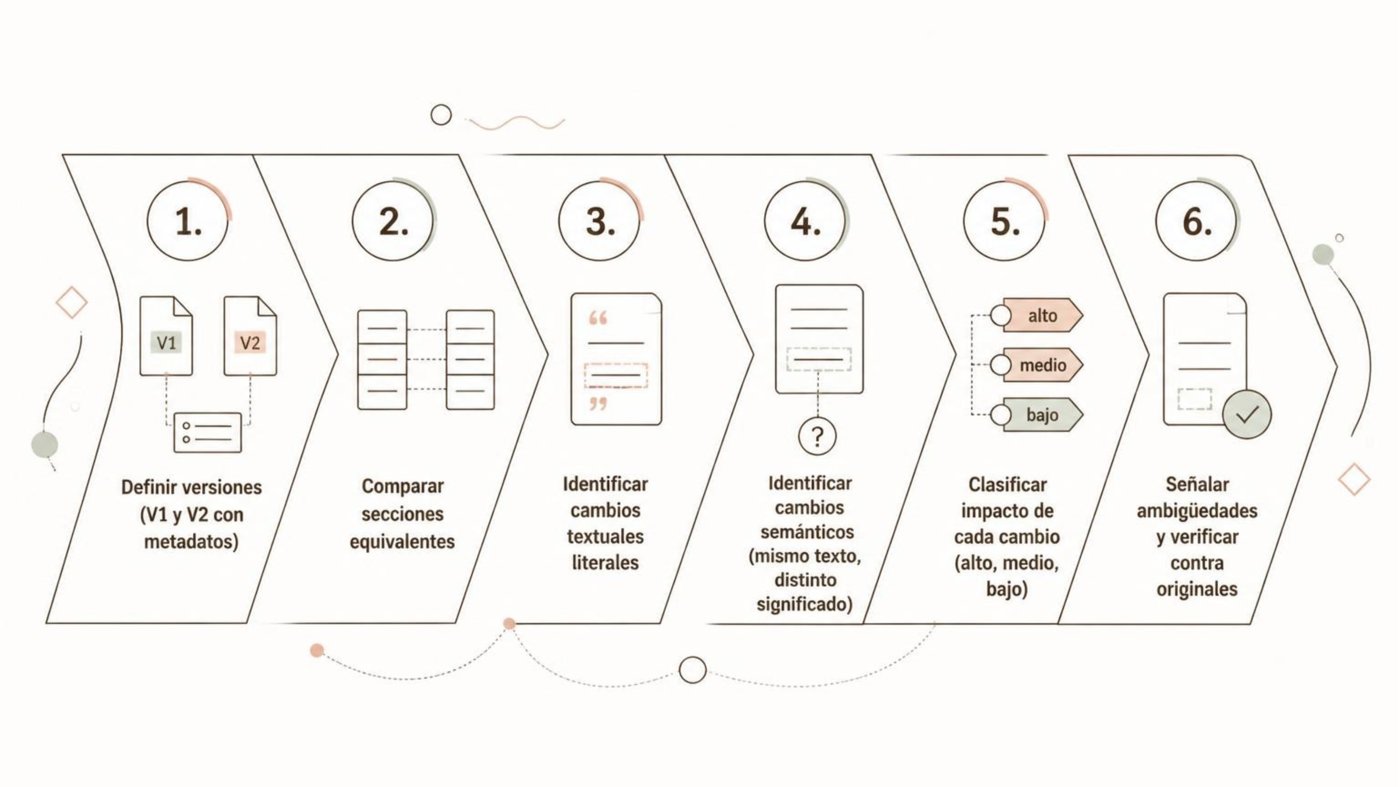 1.
V1
V2
Definir versiones
(V1 y V2 con
metadatos)
2.
Comparar
secciones
equivalentes
3.
“
”
Identificar
cambios
textuales
literales
4.
?
Identificar
cambios
semánticos
(mismo texto,
distinto
significado)
5.
alto
medio
bajo
Clasificar
impacto de
cada cambio
(alto, medio,
bajo)
6.
Señalar
ambigüedades
y verificar
contra
originales